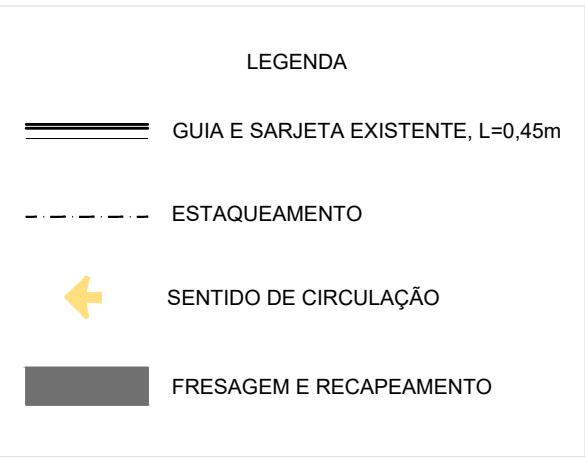 LEGENDA
GUIA E SARJETA EXISTENTE, L=0,45m
ESTAQUEAMENTO
SENTIDO DE CIRCULAÇÃO
FRESAGEM E RECAPEAMENTO